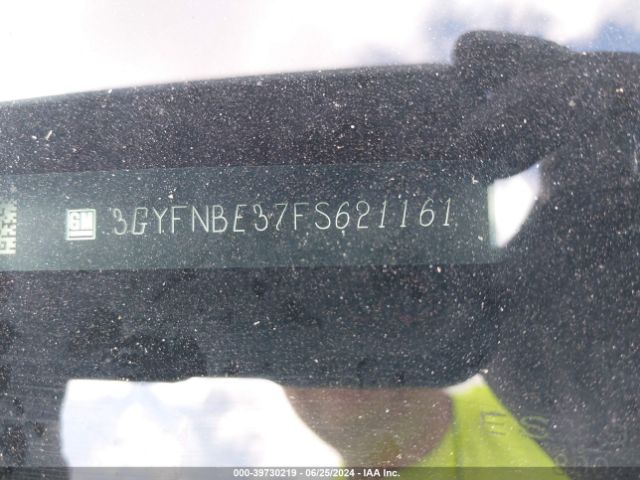 GM 3GYFNBE37FS621161
000-39730219 - 06/25/2024 - IAA Inc.